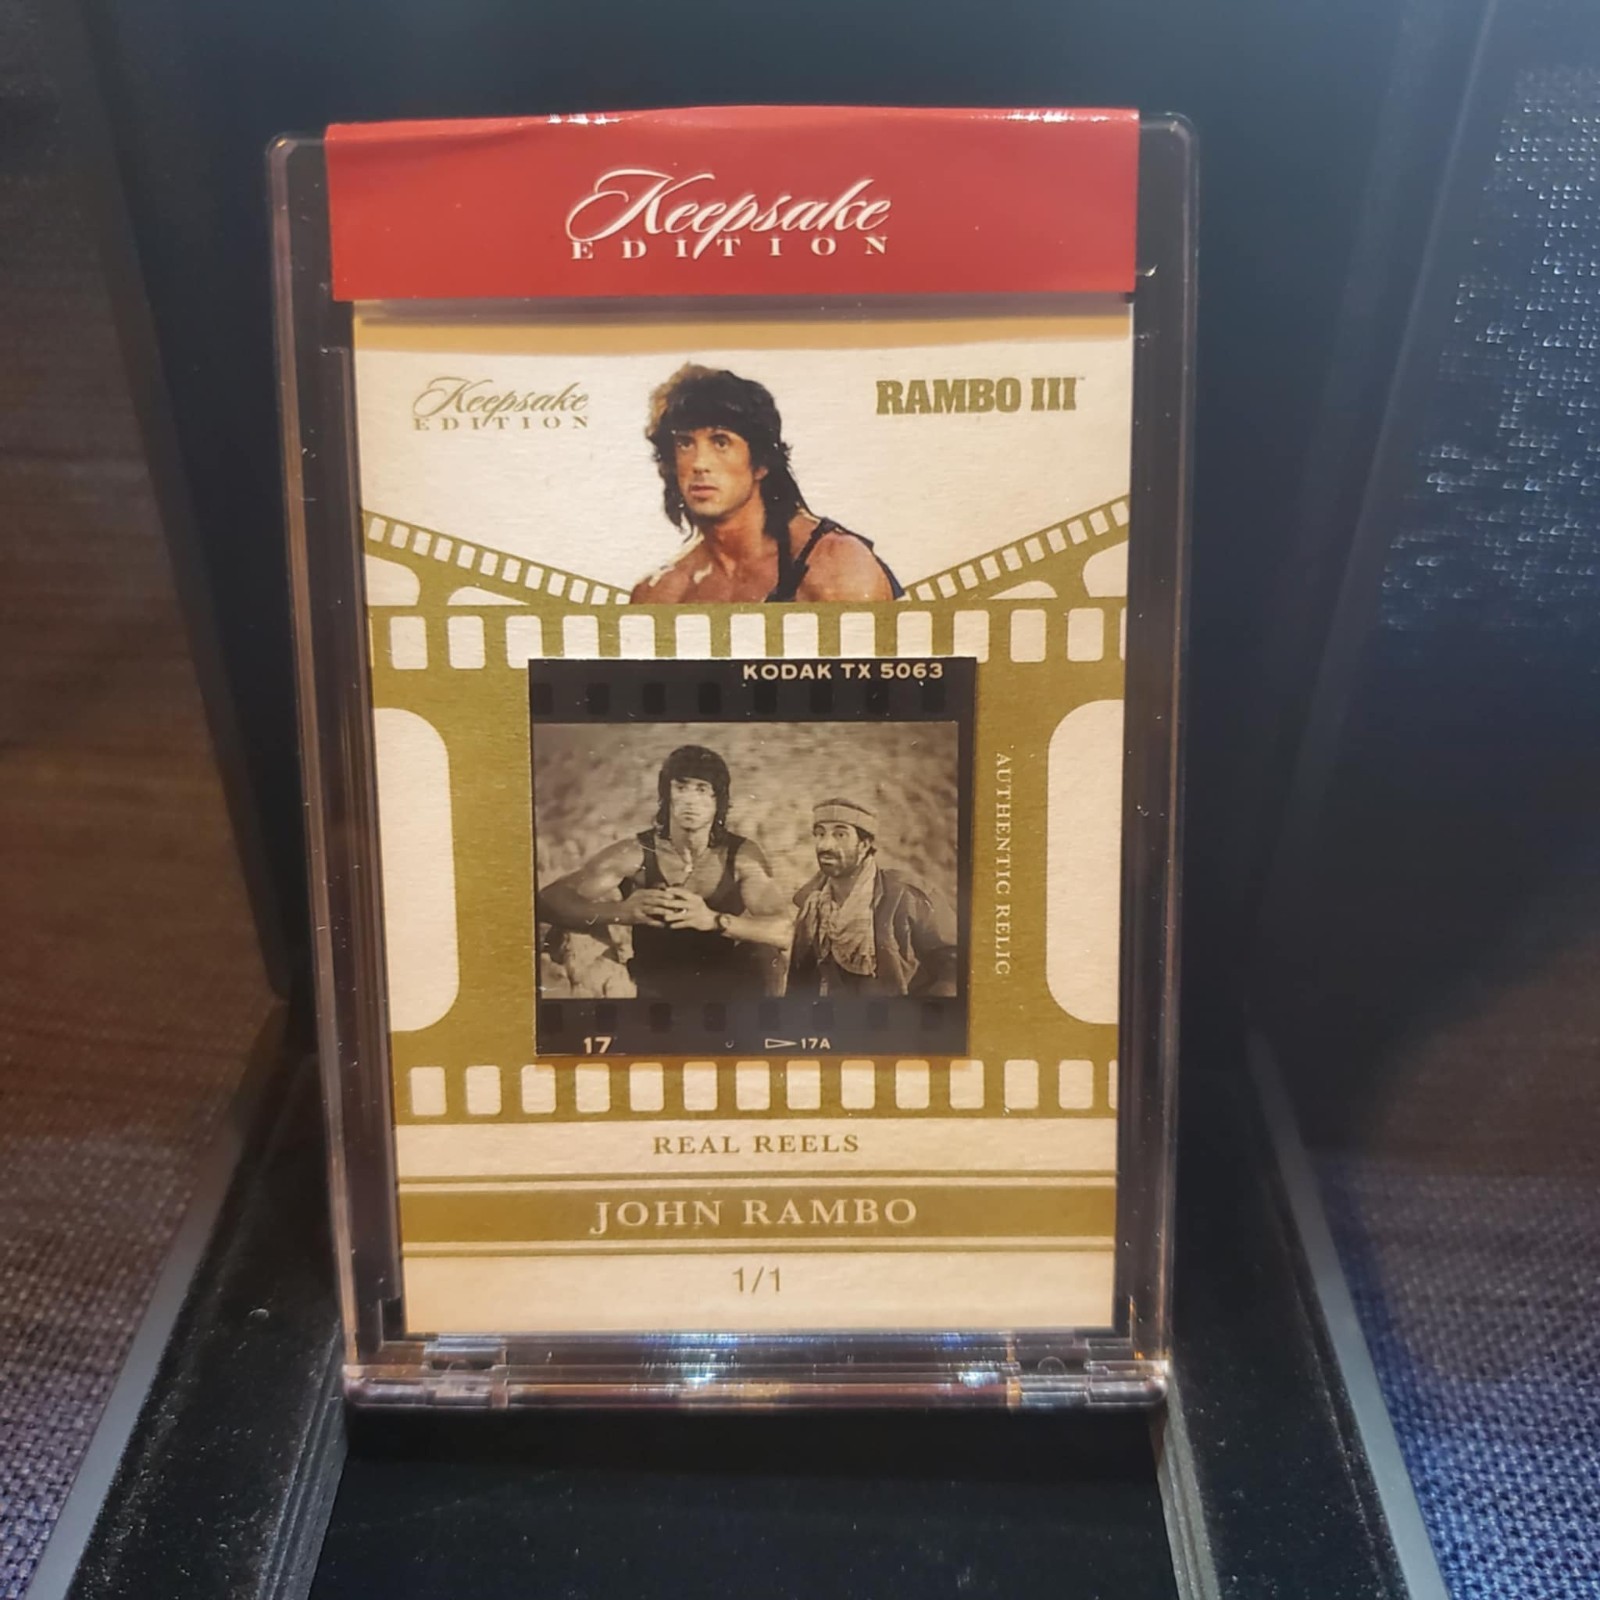 Keepsake
EDITION
Keepsake
EDITION
RAMBO III
KODAK TX 5063
AUTHENTIC RELIC
17
17A
REAL REELS
JOHN RAMBO
1/1